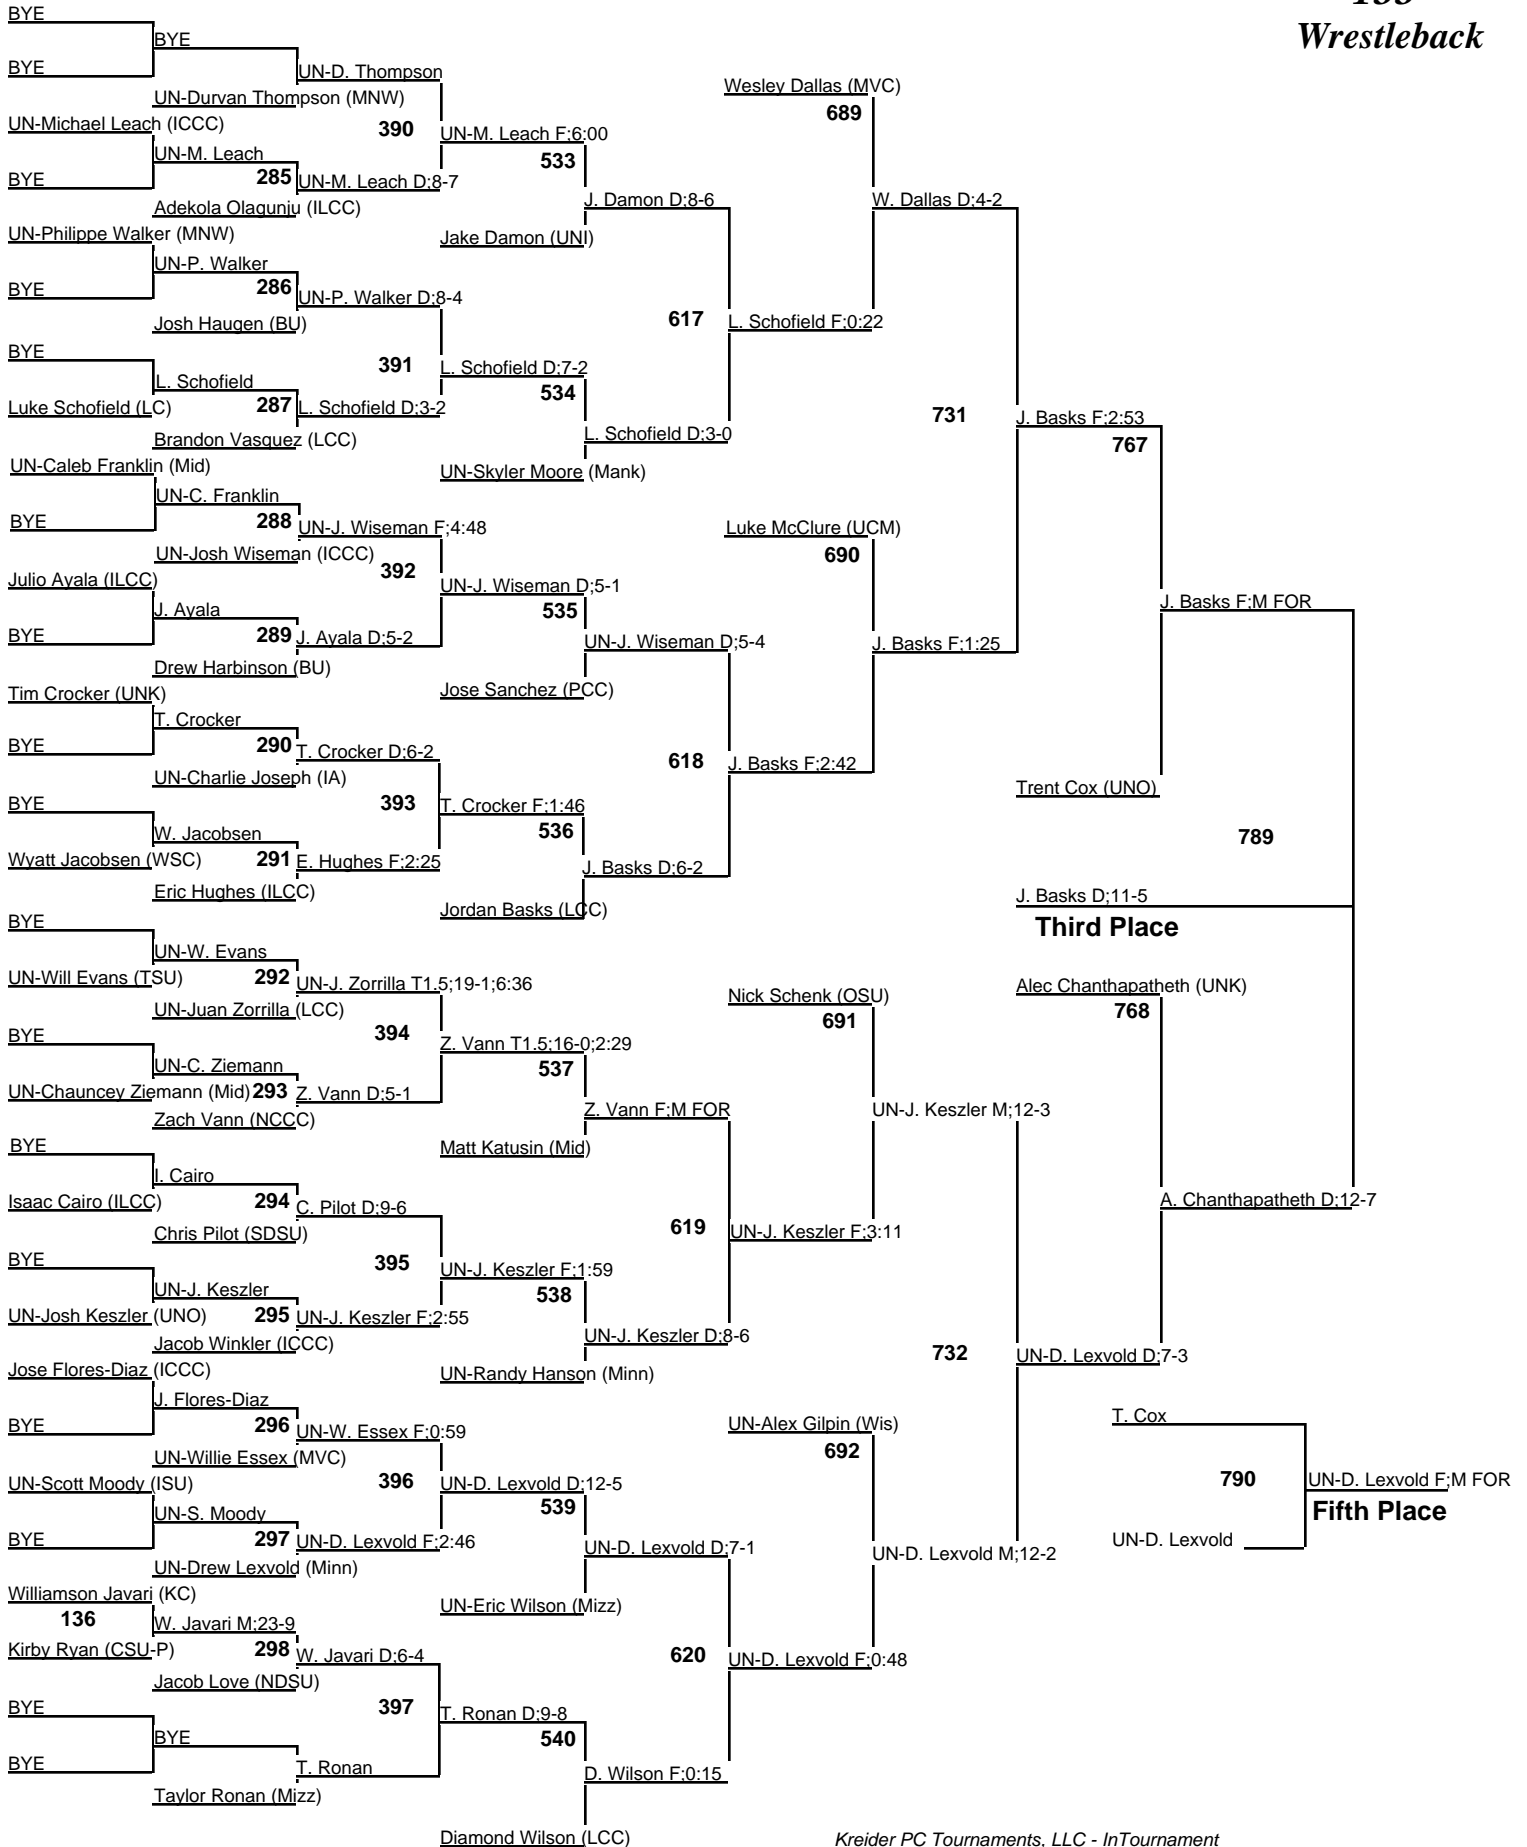 Wrestleback
BYE
BYE
BYE
UN-D. Thompson
UN-Durvan Thompson (MNW)
UN-Michael Leach (ICCC)
390
UN-M. Leach F;6:00
UN-M. Leach
285
UN-M. Leach D;8-7
BYE
Adekola Olagunju (ILCC)
533
J. Damon D;8-6
Jake Damon (UNI)
UN-Philippe Walker (MNW)
UN-P. Walker
286
BYE
UN-P. Walker D;8-4
Josh Haugen (BU)
BYE
391
L. Schofield D;7-2
L. Schofield
Luke Schofield (LC)
287
L. Schofield D;3-2
534
Brandon Vasquez (LCC)
L. Schofield D;3-0
UN-Skyler Moore (Mank)
617
L. Schofield F;0:22
Wesley Dallas (MVC)
689
W. Dallas D;4-2
UN-Caleb Franklin (Mid)
UN-C. Franklin
BYE
288
UN-J. Wiseman F;4:48
UN-Josh Wiseman (ICCC)
392
Julio Ayala (ILCC)
UN-J. Wiseman D;5-1
J. Ayala
BYE
289
J. Ayala D;5-2
535
Drew Harbinson (BU)
UN-J. Wiseman D;5-4
Jose Sanchez (PCC)
Tim Crocker (UNK)
T. Crocker
BYE
290
T. Crocker D;6-2
UN-Charlie Joseph (IA)
BYE
393
T. Crocker F;1:46
W. Jacobsen
Wyatt Jacobsen (WSC)
291
E. Hughes F;2:25
Eric Hughes (ILCC)
536
J. Basks D;6-2
Jordan Basks (LCC)
618
J. Basks F;2:42
Luke McClure (UCM)
690
J. Basks F;1:25
731
J. Basks F;2:53
767
J. Basks F;M FOR
Trent Cox (UNO)
789
J. Basks D;11-5
Third Place
BYE
UN-W. Evans
UN-Will Evans (TSU)
292
UN-J. Zorrilla T1.5;19-1;6:36
UN-Juan Zorrilla (LCC)
394
BYE
Z. Vann T1.5;16-0;2:29
UN-C. Ziemann
UN-Chauncey Ziemann (Mid)
293
Z. Vann D;5-1
Zach Vann (NCCC)
537
Z. Vann F;M FOR
Matt Katusin (Mid)
BYE
I. Cairo
Isaac Cairo (ILCC)
294
C. Pilot D;9-6
Chris Pilot (SDSU)
BYE
395
UN-J. Keszler F;1:59
UN-J. Keszler
UN-Josh Keszler (UNO)
295
UN-J. Keszler F;2:55
Jacob Winkler (ICCC)
538
UN-J. Keszler D;8-6
UN-Randy Hanson (Minn)
619
UN-J. Keszler F;3:11
Nick Schenk (OSU)
691
UN-J. Keszler M;12-3
Alec Chanthapatheth (UNK)
768
A. Chanthapatheth D;12-7
Jose Flores-Diaz (ICCC)
J. Flores-Diaz
BYE
296
UN-W. Essex F;0:59
UN-Willie Essex (MVC)
UN-Scott Moody (ISU)
396
UN-D. Lexvold D;12-5
UN-S. Moody
BYE
297
UN-D. Lexvold F;2:46
UN-Drew Lexvold (Minn)
539
UN-D. Lexvold D;7-1
UN-Eric Wilson (Mizz)
Williamson Javari (KC)
136
W. Javari M;23-9
Kirby Ryan (CSU-P)
298
W. Javari D;6-4
Jacob Love (NDSU)
BYE
397
T. Ronan D;9-8
BYE
BYE
T. Ronan
Taylor Ronan (Mizz)
540
D. Wilson F;0:15
Diamond Wilson (LCC)
620
UN-D. Lexvold F;0:48
UN-Alex Gilpin (Wis)
692
UN-D. Lexvold M;12-2
732
UN-D. Lexvold D;7-3
T. Cox
790
UN-D. Lexvold F;M FOR
Fifth Place
UN-D. Lexvold
Kreider PC Tournaments, LLC - InTournament